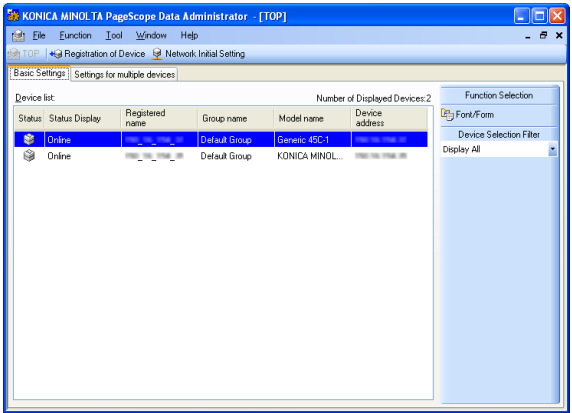 KONICA MINOLTA PageScope Data Administrator - [TOP]
File Function Tool Window Help
TOP Registration of Device Network Initial Setting
Basic Settings Settings for multiple devices
Device list: Number of Displayed Devices:2
Status Status Display Registered name Group name Model name Device address
Online Default Group Generic 45C-1
Online Default Group KONICA MINOL...
Function Selection
Font/Form
Device Selection Filter
Display All